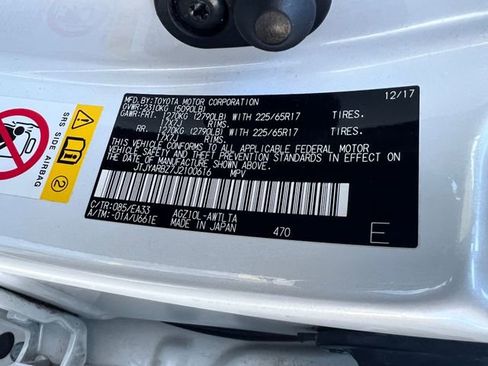 MFD. BY: TOYOTA MOTOR CORPORATION 12/17
GVWR: 2310KG (5090LB)
GAWR: FRT. 1270KG (2790LB) WITH 225/65R17 TIRES.
17X7J RIMS.
RR. 1270KG (2790LB) WITH 225/65R17 TIRES.
17X7J RIMS.
THIS VEHICLE CONFORMS TO ALL APPLICABLE FEDERAL MOTOR
VEHICLE SAFETY AND THEFT PREVENTION STANDARDS IN EFFECT
ON THE DATE OF MANUFACTURE SHOWN ABOVE.
JTJYARBZ7J2100616 MPV
C/TR: 085/EA33 AGZ10L-AWTLTA
A/TM: -01A/U661E MADE IN JAPAN 470 E
SRS SIDE AIRBAG
2